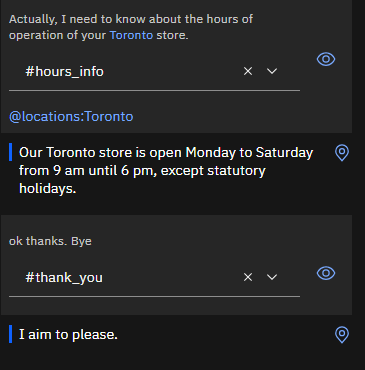 Actually, I need to know about the hours of
operation of your Toronto store.
#hours_info
@locations:Toronto
Our Toronto store is open Monday to Saturday
from 9 am until 6 pm, except statutory
holidays.
ok thanks. Bye
#thank_you
I aim to please.